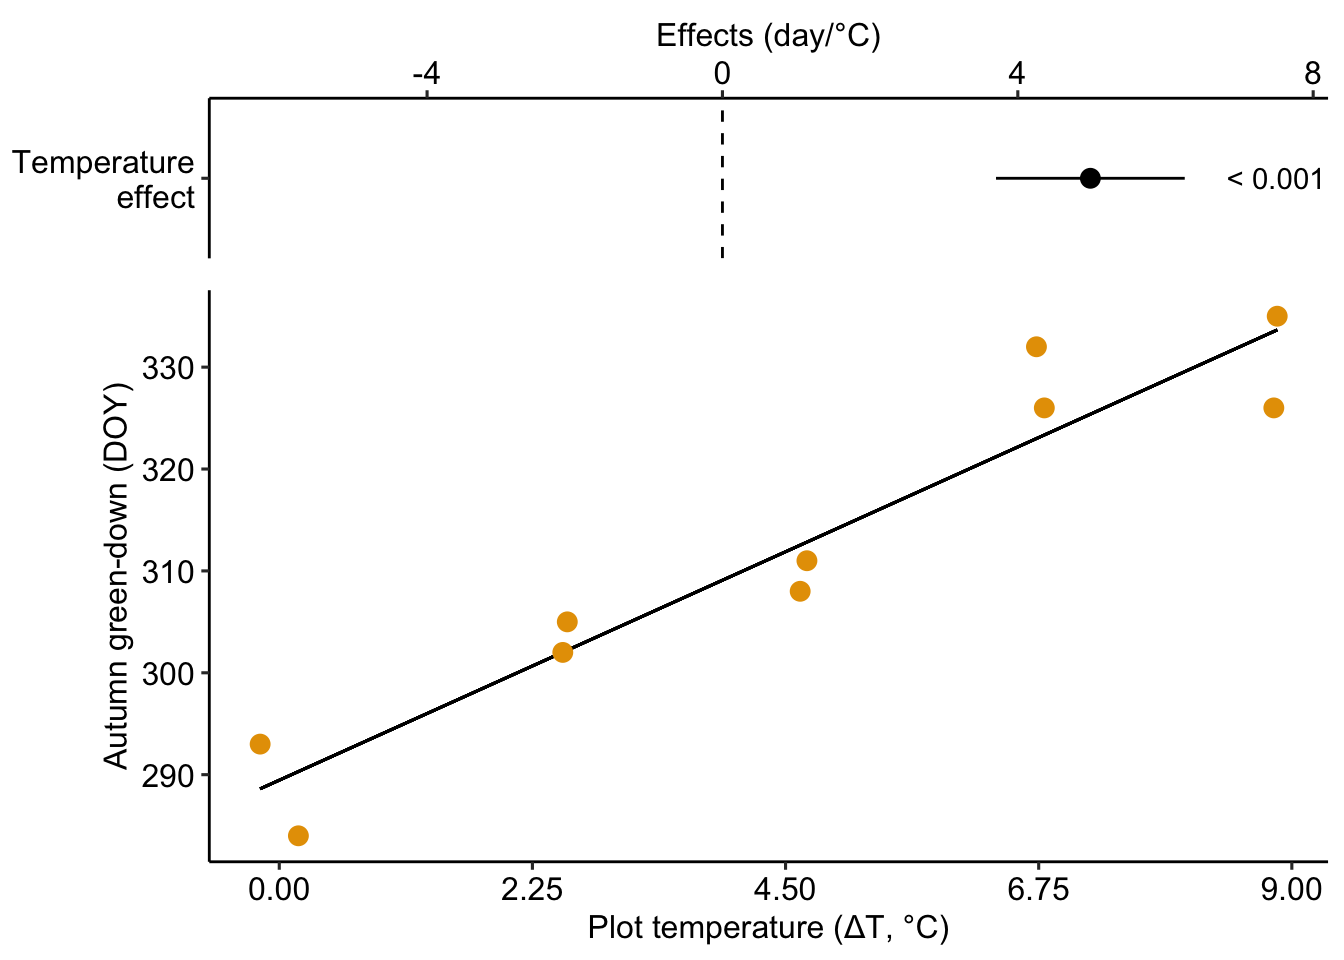 Effects (day/°C)
-4 0 4 8
Temperature
effect
< 0.001
Autumn green-down (DOY)
330
320
310
300
290
0.00 2.25 4.50 6.75 9.00
Plot temperature (ΔT, °C)